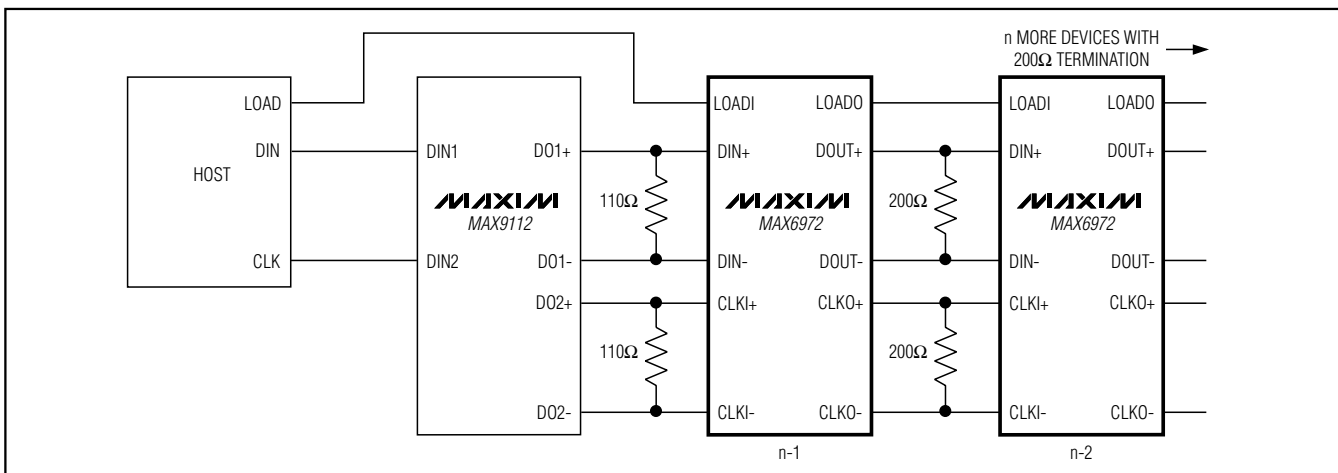 n MORE DEVICES WITH
200Ω TERMINATION
HOST
LOAD
DIN
CLK
DIN1
DIN2
MAXIM
MAX9112
DO1+
DO1-
DO2+
DO2-
110Ω
110Ω
LOADI
DIN+
DIN-
CLKI+
CLKI-
MAXIM
MAX6972
LOADO
DOUT+
DOUT-
CLKO+
CLKO-
n-1
200Ω
200Ω
LOADI
DIN+
DIN-
CLKI+
CLKI-
MAXIM
MAX6972
LOADO
DOUT+
DOUT-
CLKO+
CLKO-
n-2